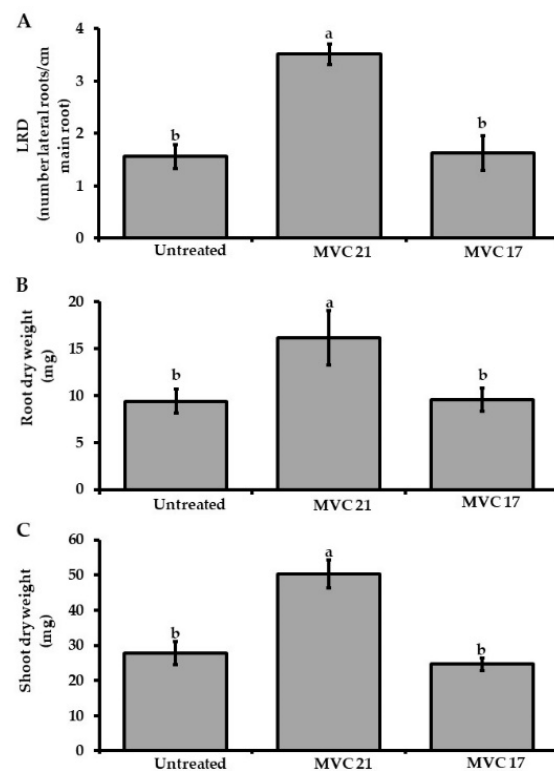 A
LRD
(number lateral roots/cm
main root)
4
3
2
1
0
b
a
b
Untreated
MVC 21
MVC 17
B
Root dry weight
(mg)
20
15
10
5
0
b
a
b
Untreated
MVC 21
MVC 17
C
Shoot dry weight
(mg)
60
50
40
30
20
10
0
b
a
b
Untreated
MVC 21
MVC 17